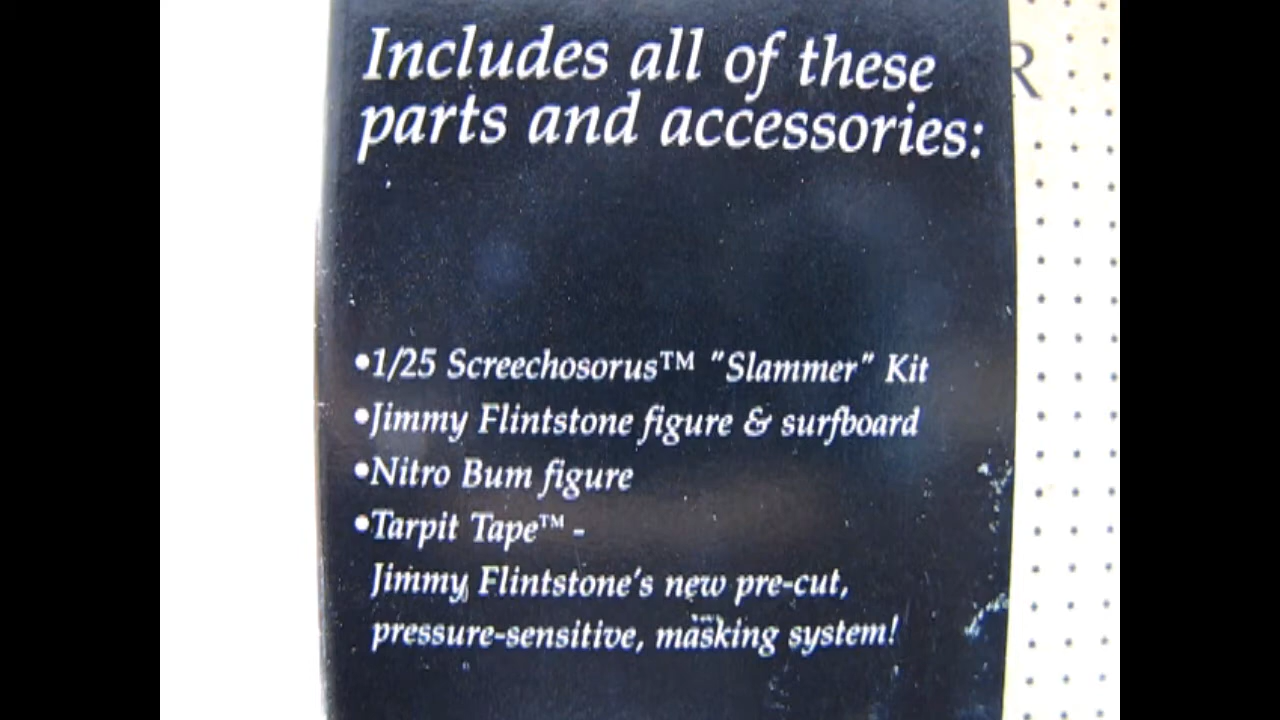 Includes all of these
parts and accessories:
R
•1/25 Screechosorus™ "Slammer" Kit
•Jimmy Flintstone figure & surfboard
•Nitro Bum figure
•Tarpit Tape™ -
Jimmy Flintstone's new pre-cut,
pressure-sensitive, masking system!